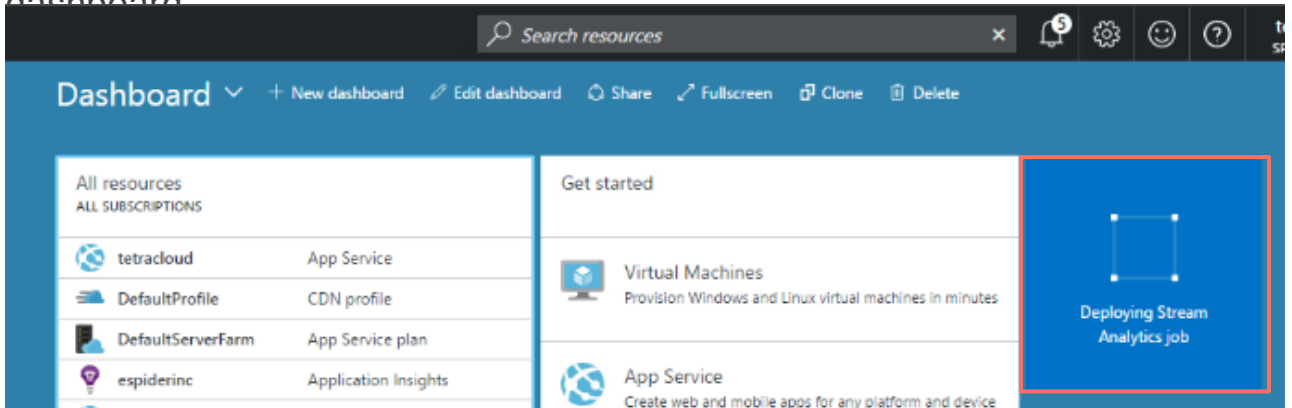 dashboard
Search resources
5
Dashboard
New dashboard
Edit dashboard
Share
Fullscreen
Clone
Delete
All resources
ALL SUBSCRIPTIONS
tetracloud App Service
DefaultProfile CDN profile
DefaultServerFarm App Service plan
espiderinc Application Insights
Get started
Virtual Machines
Provision Windows and Linux virtual machines in minutes
App Service
Create web and mobile apps for any platform and device
Deploying Stream
Analytics job